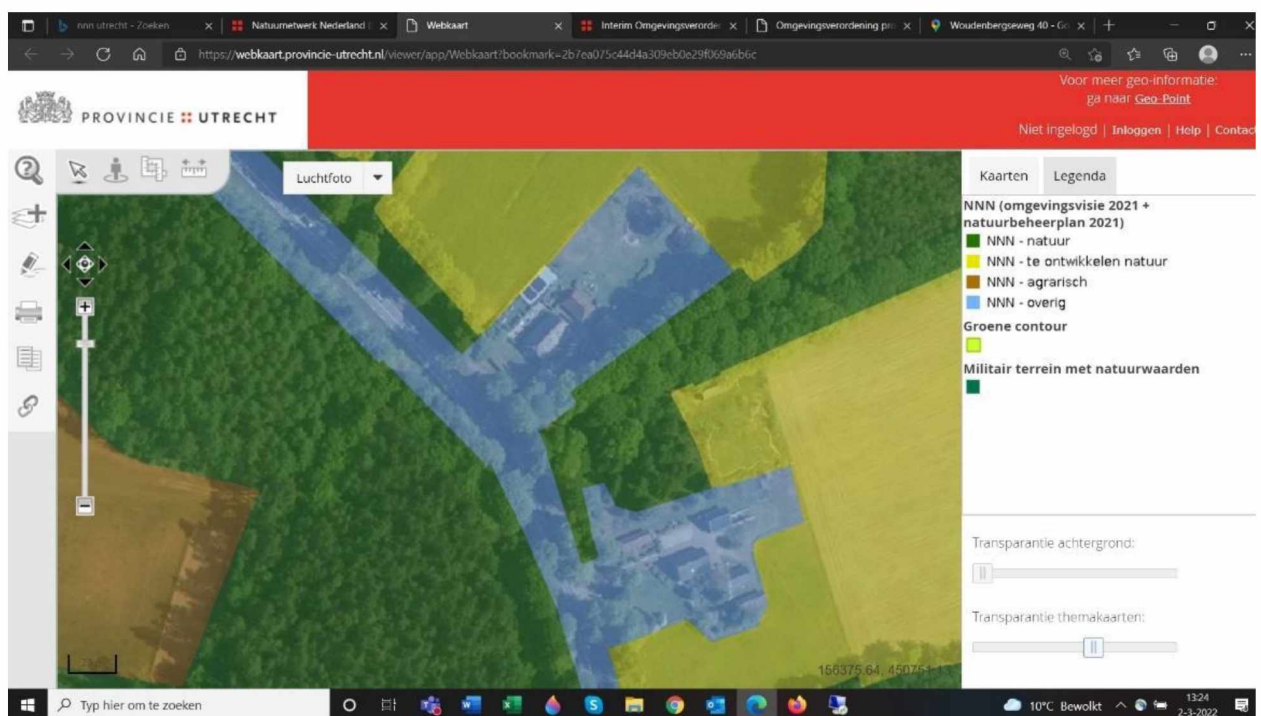 nnn utrecht - Zoeken
Natuurnetwerk Nederland
Webkaart
Interim Omgevingsverorder
Omgevingsverordening pro
Woudenbergseweg 40 - Go
https://webkaart.provincie-utrecht.nl/viewer/app/Webkaart?bookmark=2b7ea075c44d4a309eb0e29f069a6b6c
PROVINCIE UTRECHT
Voor meer geo-informatie:
ga naar Geo-Point
Niet ingelogd | Inloggen | Help | Contac
Luchtfoto
Kaarten Legenda
NNN (omgevingsvisie 2021 +
natuurbeheerplan 2021)
NNN - natuur
NNN - te ontwikkelen natuur
NNN - agrarisch
NNN - overig
Groene contour
Militair terrein met natuurwaarden
Transparantie achtergrond:
Transparantie themakaarten:
Typ hier om te zoeken
10°C Bewolkt
13:24
2-3-2022